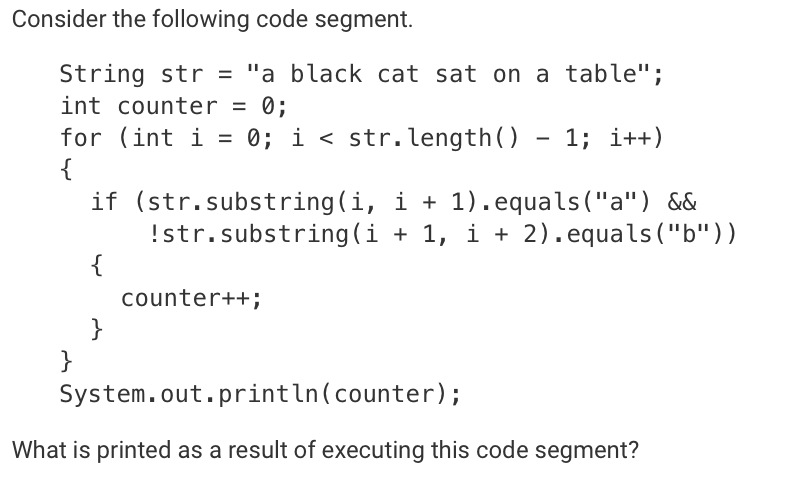 Consider the following code segment.
String str = "a black cat sat on a table";
int counter = 0;
for (int i = 0; i < str.length() - 1; i++)
{
if (str.substring(i, i + 1).equals("a") &&
!str.substring(i + 1, i + 2).equals("b"))
{
counter++;
}
}
System.out.println(counter);
What is printed as a result of executing this code segment?